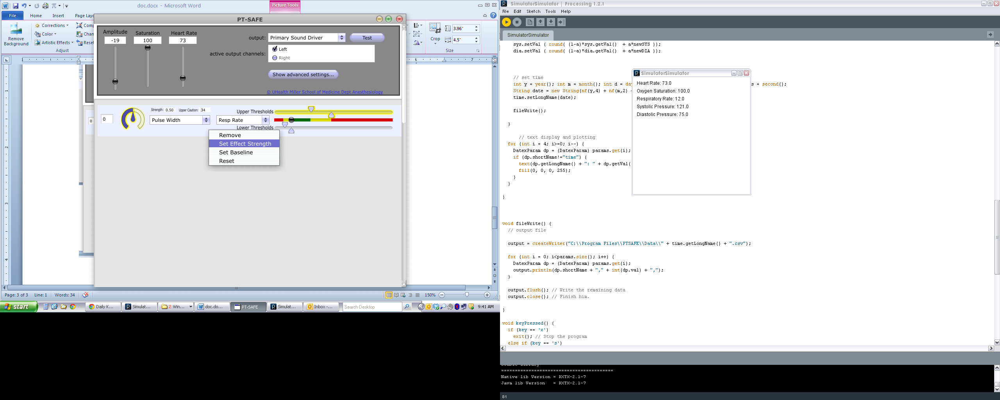 doc.docx - Microsoft Word
Picture Tools
File Home Insert Page Layo
Remove Background
Corrections
Color
Artistic Effects
Comp
Chan
Reset
Adjust
Crop
3.96"
4.5"
Size
PT-SAFE
Amplitude Saturation Heart Rate
-19 100 73
output: Primary Sound Driver Test
active output channels:
Left
Right
Show advanced settings...
© UHealth Miller School of Medicine Dept Anesthesiology
0
Strength: 0.50 Upper Caution: 34
Pulse Width
Resp Rate
Upper Thresholds
Lower Thresholds
Remove
Set Effect Strength
Set Baseline
Reset
0
1 6 7
1
2
3
4
Page: 3 of 3 Line: 1 Words: 34 150%
start
Daily K...
Simulat...
2 Win...
doc.do...
PT-SAFE
Simulat...
Inbox -...
Search Desktop
9:41 AM
SimulatorSimulator | Processing 1.2.1
File Edit Sketch Tools Help
SimulatorSimulator
sys.setVal ( round( (1-a)*sys.getVal() + a*newSYS ));
dia.setVal ( round( (1-a)*dia.getVal() + a*newDIA ));
// set time
int y = year(); int m = month(); int d = day s = second();
String date = new String(nf(y,4) + nf(m,2)
time.setLongName(date);
fileWrite();
}
// text display and plotting
for (int i = 4; i>=0; i--) {
DatexParam dp = (DatexParam) params.get(i);
if (dp.shortName!="time") {
text(dp.getLongName() + ": " + dp.getVal(
fill(0, 0, 0, 255);
}
}
}
void fileWrite() {
// output file
output = createWriter("C:\\Program Files\\PTSAFE\\Data\\" + time.getLongName() + ".csv");
for (int i = 0; i<params.size(); i++) {
DatexParam dp = (DatexParam) params.get(i);
output.println(dp.shortName + "," + int(dp.val) + ",");
}
output.flush(); // Write the remaining data
output.close(); // Finish him.
}
void keyPressed() {
if (key == 'x')
exit(); // Stop the program
else if (key == 's')
SimulatorSimulator
Heart Rate: 73.0
Oxygen Saturation: 100.0
Respiratory Rate: 12.0
Systolic Pressure: 121.0
Diastolic Pressure: 75.0
=========================================
Native lib Version = RXTX-2.1-7
Java lib Version = RXTX-2.1-7
81